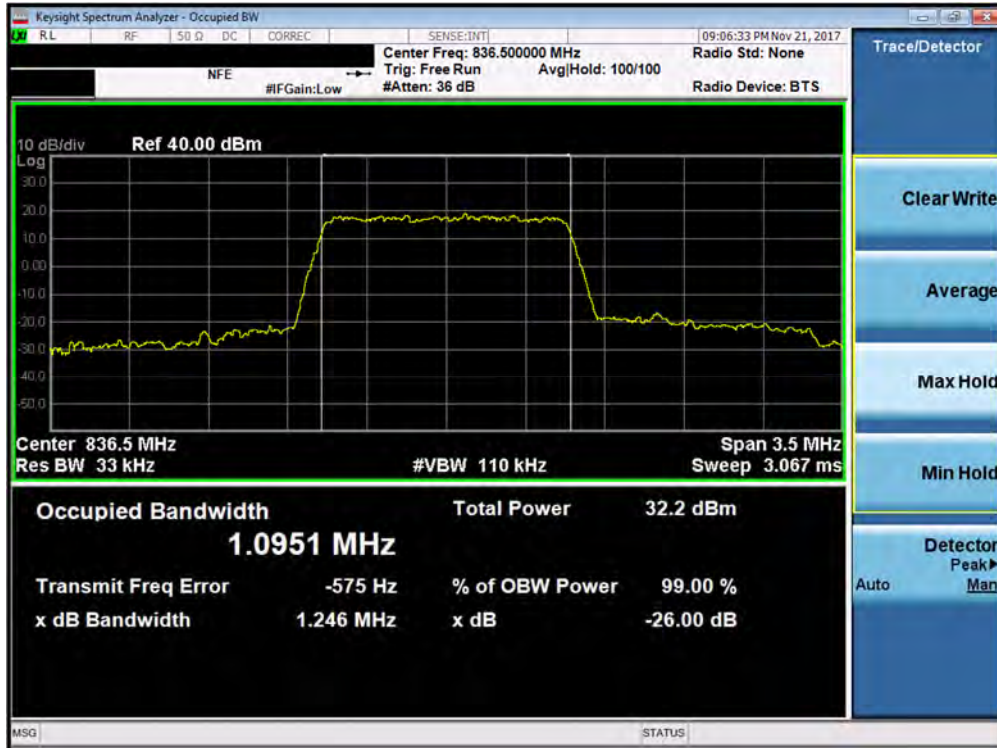 Keysight Spectrum Analyzer - Occupied BW
LXI RL RF 50 Ω DC CORREC SENSE:INT 09:06:33 PM Nov 21, 2017
Center Freq: 836.500000 MHz Radio Std: None
NFE Trig: Free Run Avg|Hold: 100/100
#IFGain:Low #Atten: 36 dB Radio Device: BTS
Trace/Detector
10 dB/div Ref 40.00 dBm
Log
30.0
20.0
10.0
0.00
-10.0
-20.0
-30.0
-40.0
-50.0
Center 836.5 MHz Span 3.5 MHz
Res BW 33 kHz #VBW 110 kHz Sweep 3.067 ms
Occupied Bandwidth Total Power 32.2 dBm
1.0951 MHz
Transmit Freq Error -575 Hz % of OBW Power 99.00 %
x dB Bandwidth 1.246 MHz x dB -26.00 dB
Clear Write
Average
Max Hold
Min Hold
Detector
Peak▶
Auto Man
MSG STATUS